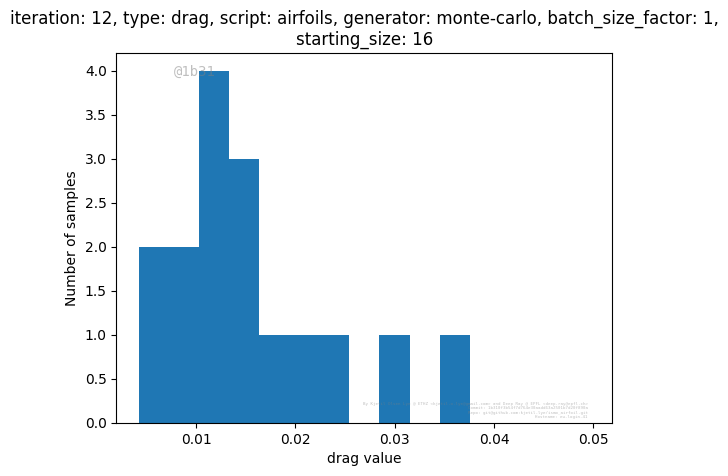 iteration: 12, type: drag, script: airfoils, generator: monte-carlo, batch_size_factor: 1,
starting_size: 16
@1b31
4.0
3.5
3.0
2.5
2.0
1.5
1.0
0.5
0.0
Number of samples
0.01
0.02
0.03
0.04
0.05
drag value